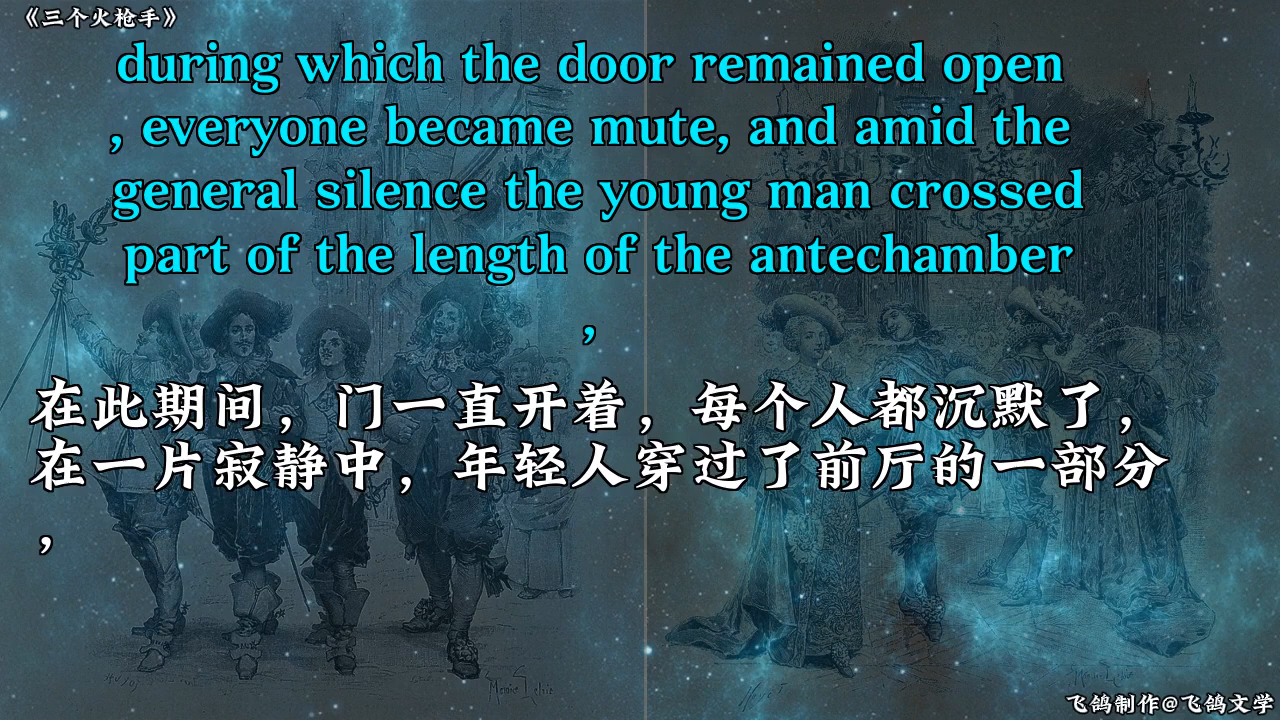 《三个火枪手》
during which the door remained open
, everyone became mute, and amid the
general silence the young man crossed
part of the length of the antechamber
,
在此期间，门一直开着，每个人都沉默了，
在一片寂静中，年轻人穿过了前厅的一部分
，
飞鸽制作@飞鸽文学